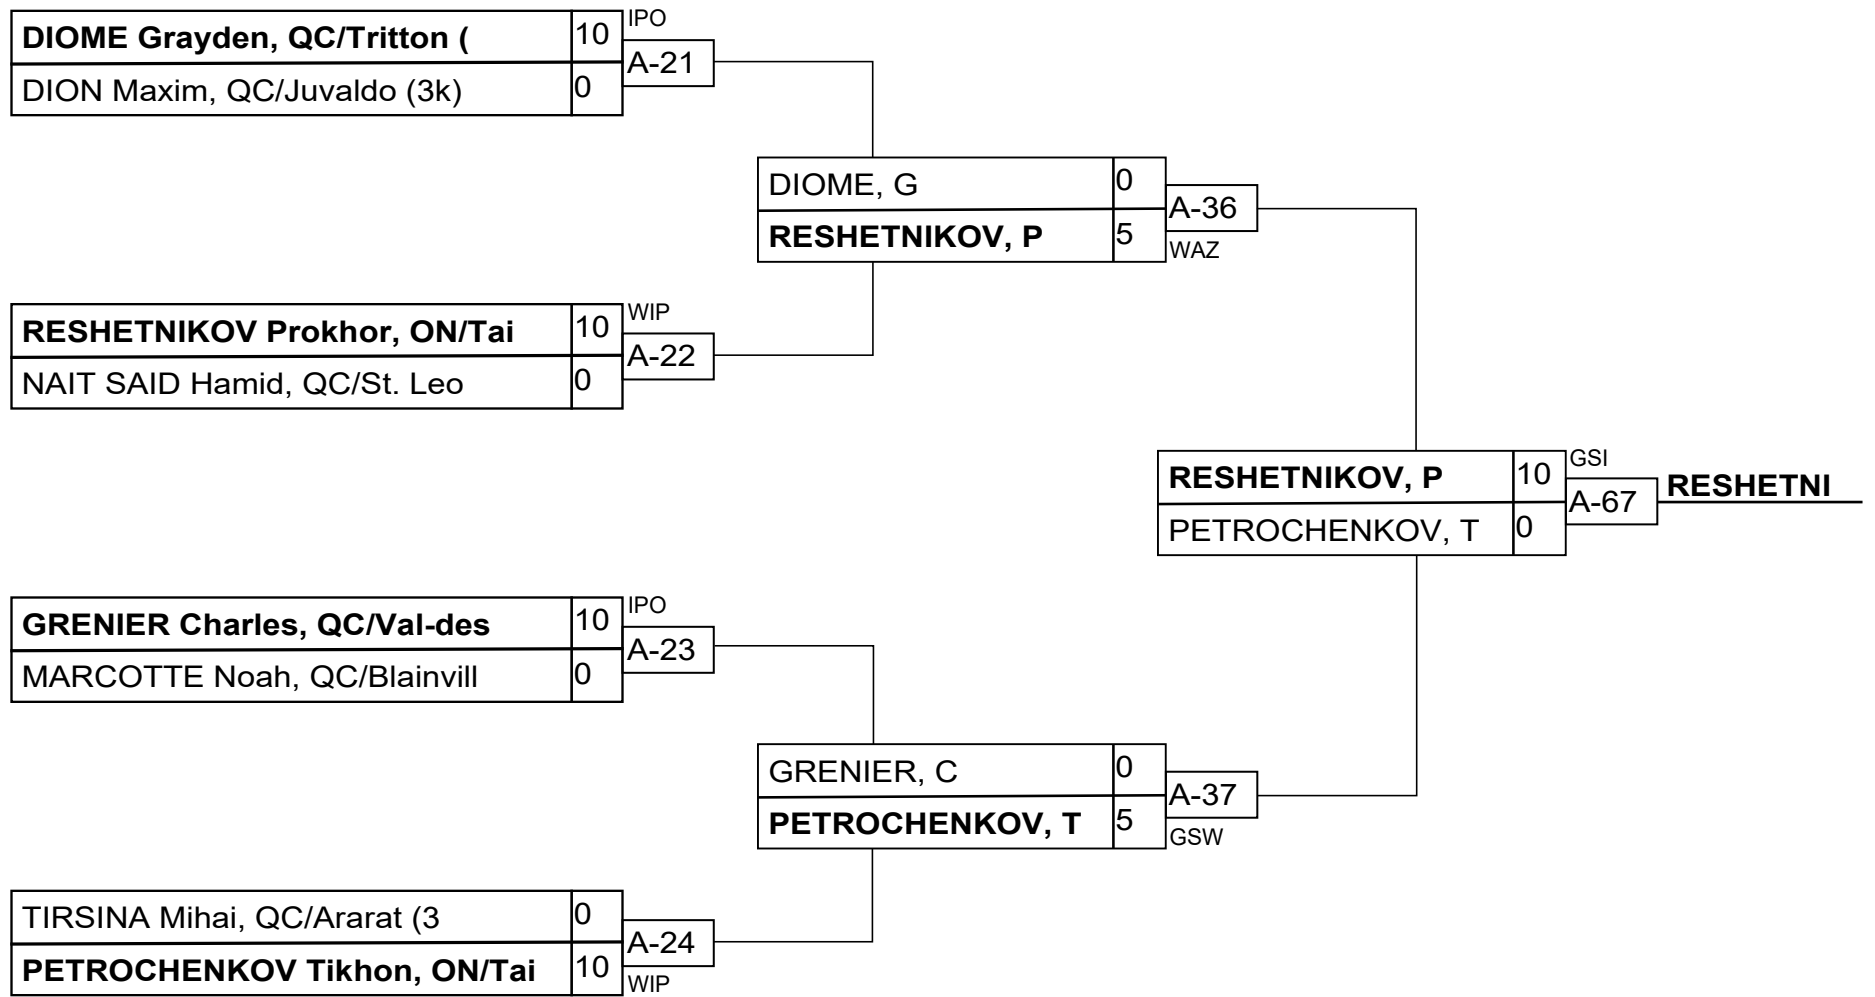 DIOME Grayden, QC/Tritton ( 10 IPO
DION Maxim, QC/Juvaldo (3k) 0
A-21
DIOME, G 0
RESHETNIKOV, P 5
A-36
WAZ
RESHETNIKOV Prokhor, ON/Tai 10 WIP
NAIT SAID Hamid, QC/St. Leo 0
A-22
RESHETNIKOV, P 10 GSI
PETROCHENKOV, T 0
A-67
RESHETNI
GRENIER Charles, QC/Val-des 10 IPO
MARCOTTE Noah, QC/Blainvill 0
A-23
GRENIER, C 0
PETROCHENKOV, T 5
A-37
GSW
TIRSINA Mihai, QC/Ararat (3 0
PETROCHENKOV Tikhon, ON/Tai 10
A-24
WIP